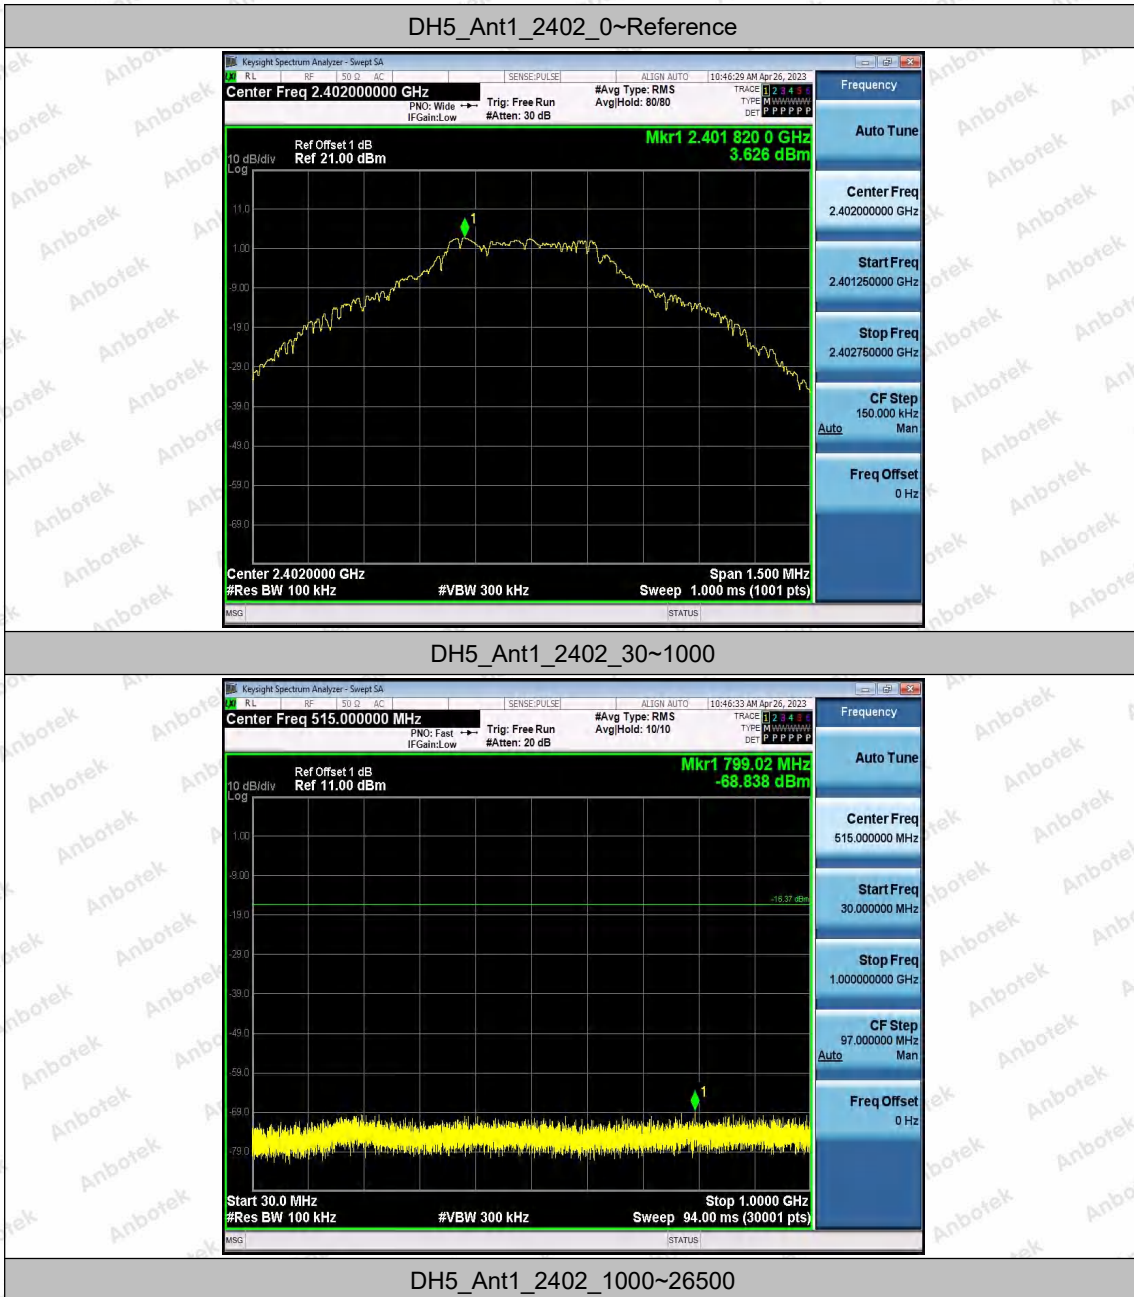 DH5_Ant1_2402_0~Reference
Keysight Spectrum Analyzer - Swept SA
LXI RL RF 50 Ω AC SENSE:PULSE ALIGN AUTO 10:46:29 AM Apr 26, 2023
Center Freq 2.402000000 GHz
PNO: Wide
IFGain:Low
Trig: Free Run
#Atten: 30 dB
#Avg Type: RMS
Avg|Hold: 80/80
TRACE 1 2 3 4 5 6
TYPE M WWWWW
DET P P P P P P
Ref Offset 1 dB
10 dB/div Ref 21.00 dBm
Log
Mkr1 2.401 820 0 GHz
3.626 dBm
1
11.0
1.00
-9.00
-19.0
-29.0
-39.0
-49.0
-59.0
-69.0
Center 2.4020000 GHz Span 1.500 MHz
#Res BW 100 kHz #VBW 300 kHz Sweep 1.000 ms (1001 pts)
MSG STATUS
Frequency
Auto Tune
Center Freq
2.402000000 GHz
Start Freq
2.401250000 GHz
Stop Freq
2.402750000 GHz
CF Step
150.000 kHz
Auto Man
Freq Offset
0 Hz
DH5_Ant1_2402_30~1000
Keysight Spectrum Analyzer - Swept SA
LXI RL RF 50 Ω AC SENSE:PULSE ALIGN AUTO 10:46:33 AM Apr 26, 2023
Center Freq 515.000000 MHz
PNO: Fast
IFGain:Low
Trig: Free Run
#Atten: 20 dB
#Avg Type: RMS
Avg|Hold: 10/10
TRACE 1 2 3 4 5 6
TYPE M WWWWW
DET P P P P P P
Ref Offset 1 dB
10 dB/div Ref 11.00 dBm
Log
Mkr1 799.02 MHz
-68.838 dBm
1.00
-9.00
-16.37 dBm
-19.0
-29.0
-39.0
-49.0
-59.0
1
-69.0
-79.0
Start 30.0 MHz Stop 1.0000 GHz
#Res BW 100 kHz #VBW 300 kHz Sweep 94.00 ms (30001 pts)
MSG STATUS
Frequency
Auto Tune
Center Freq
515.000000 MHz
Start Freq
30.000000 MHz
Stop Freq
1.000000000 GHz
CF Step
97.000000 MHz
Auto Man
Freq Offset
0 Hz
DH5_Ant1_2402_1000~26500